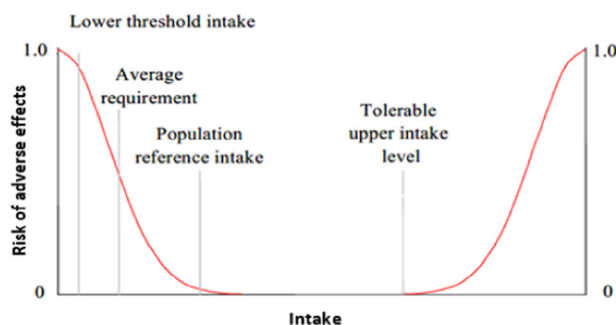 Lower threshold intake
1.0
1.0
Average
requirement
Tolerable
upper intake
level
Population
reference intake
Risk of adverse effects
0
0
Intake